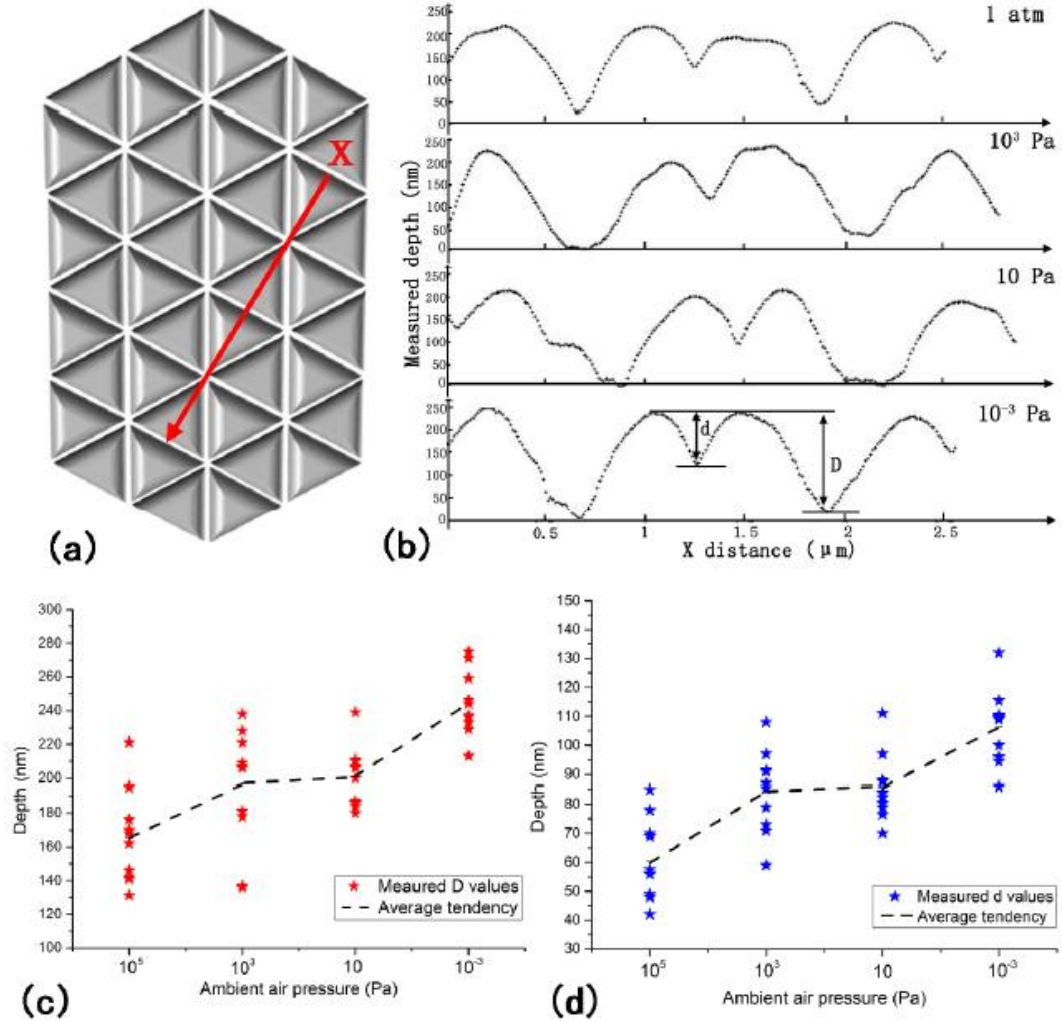 X
(a)
1 atm
250
200
150
100
50
0
10³ Pa
250
200
150
100
50
0
10 Pa
250
200
150
100
50
0
10⁻³ Pa
250
200
150
100
50
0
d
D
Measured depth (nm)
0.5
1
1.5
2
2.5
X distance (μm)
(b)
300
280
260
240
220
200
180
160
140
120
100
Depth (nm)
Meaured D values
Average tendency
10⁵
10³
10
10⁻³
Ambient air pressure (Pa)
(c)
150
140
130
120
110
100
90
80
70
60
50
40
30
Depth (nm)
Measured d values
Average tendency
10⁵
10³
10
10⁻³
Ambient air pressure (Pa)
(d)